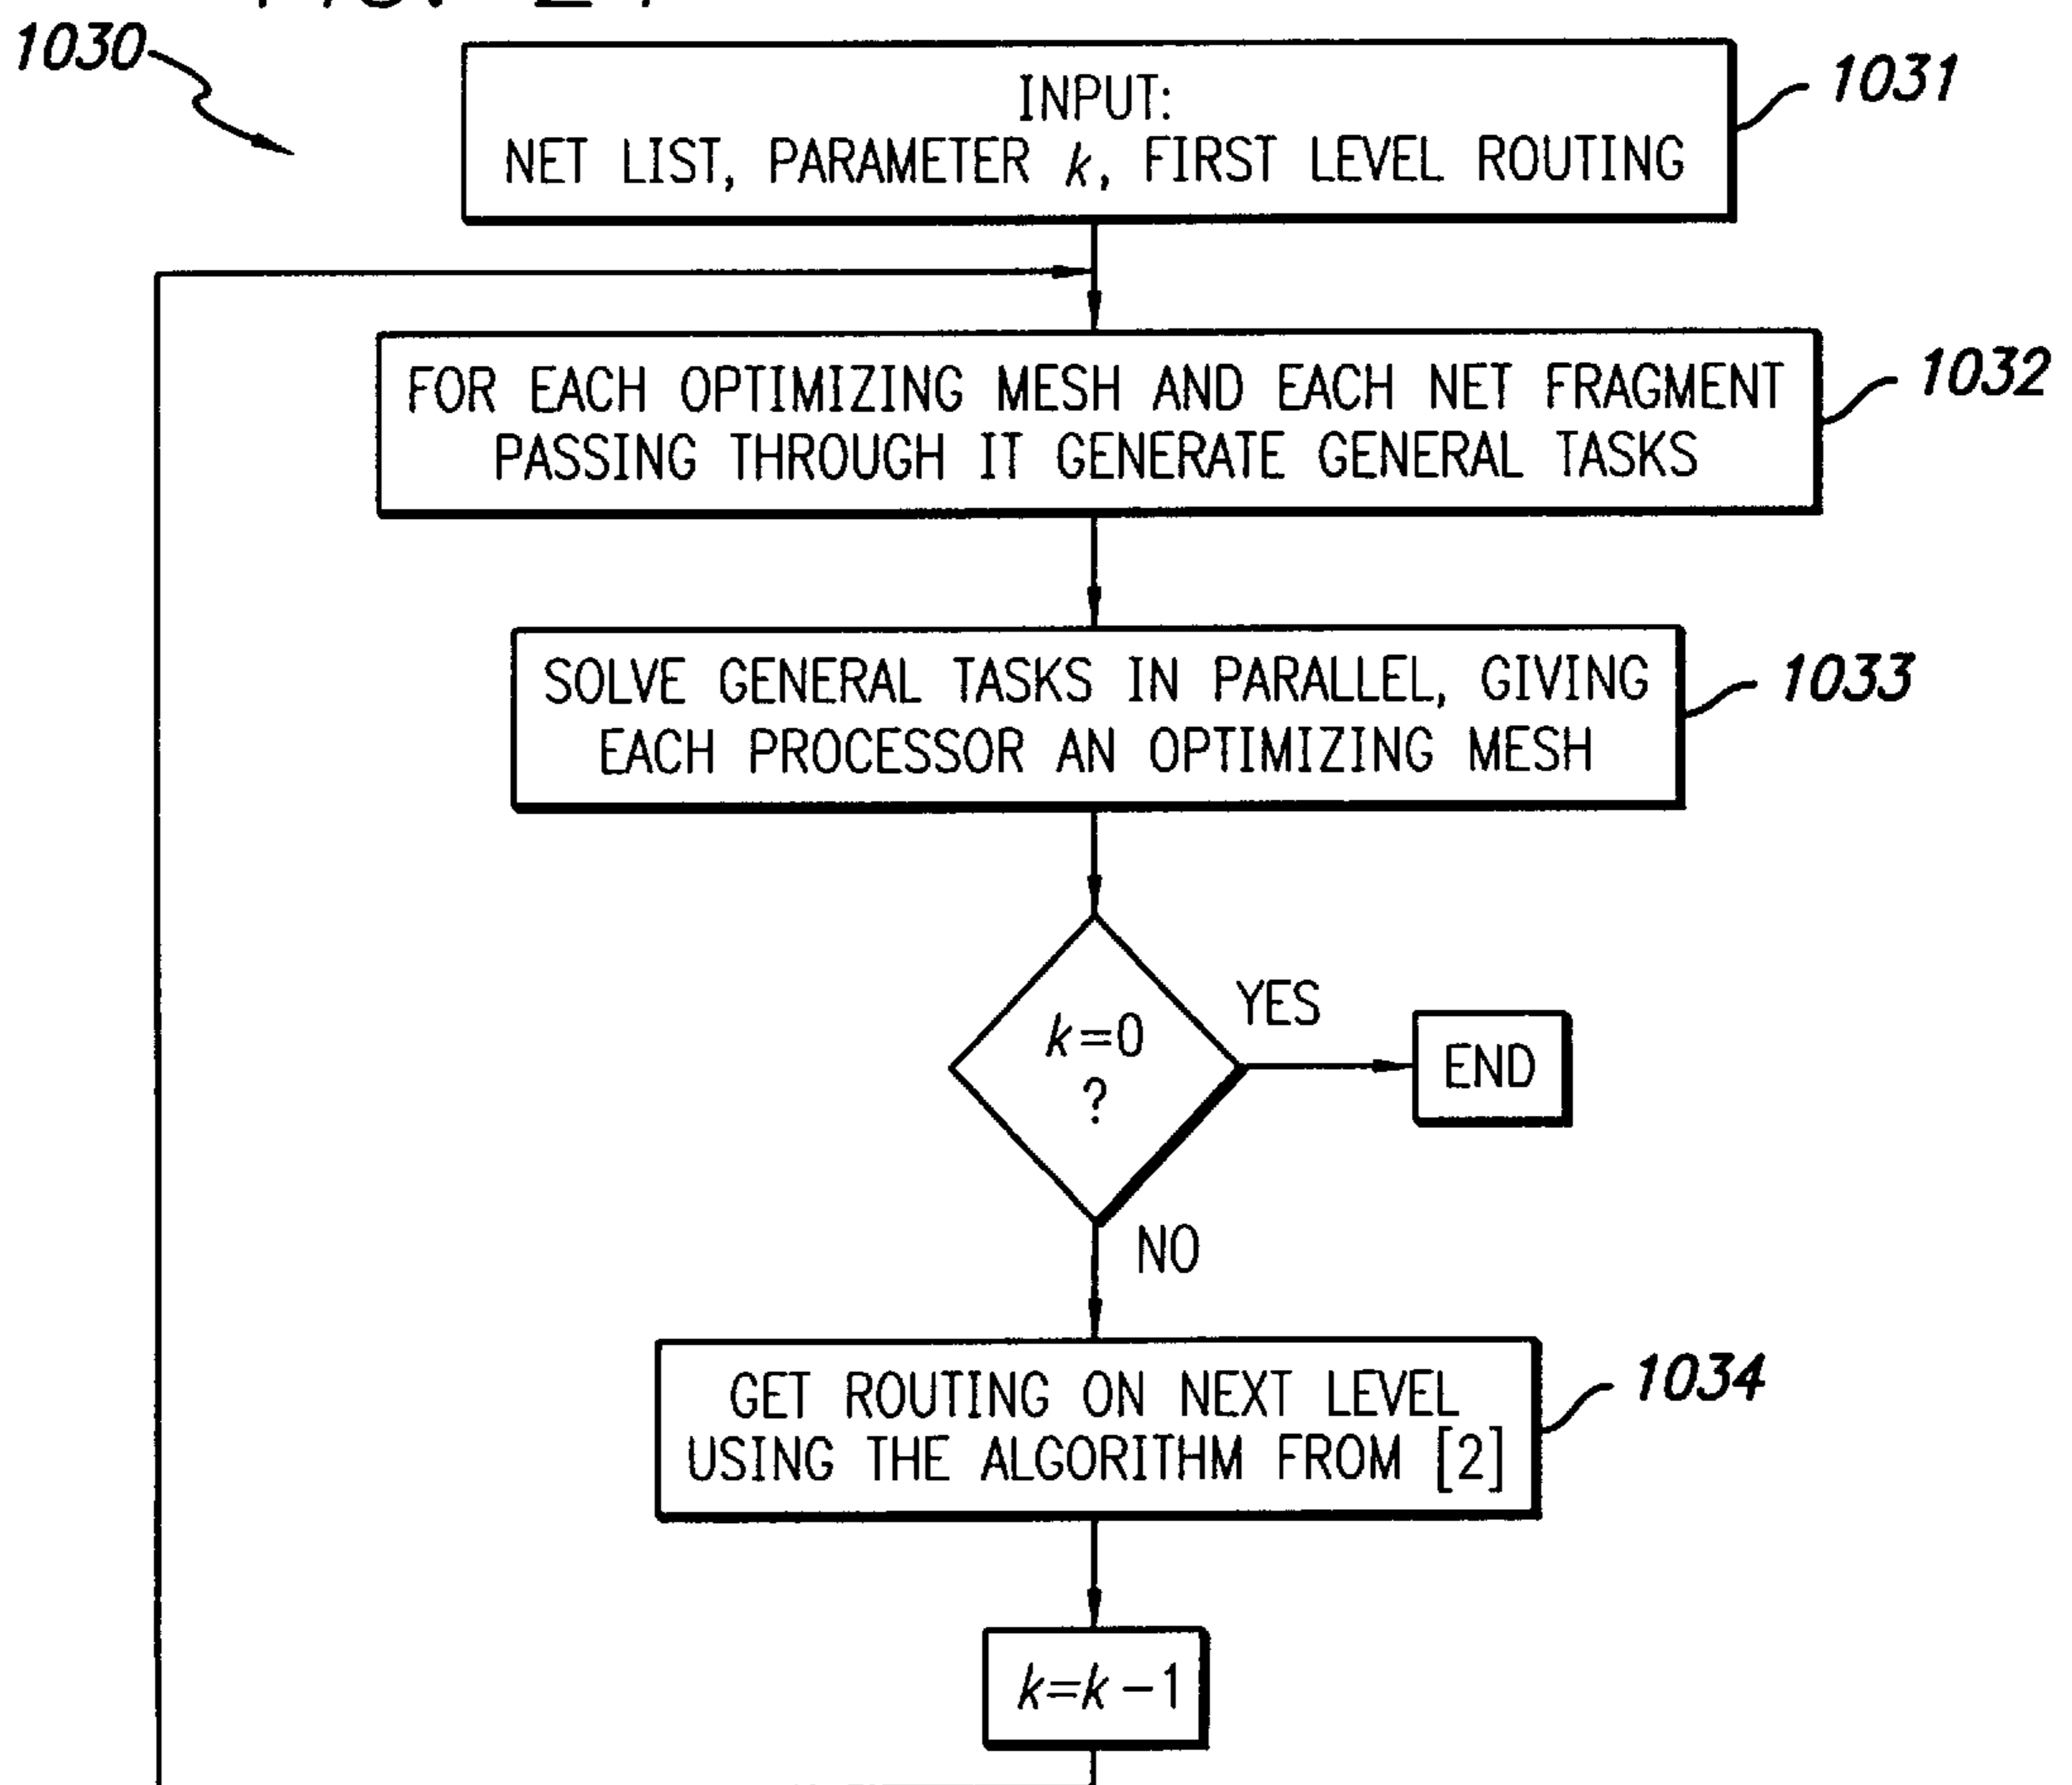 1030
INPUT:
NET LIST, PARAMETER k, FIRST LEVEL ROUTING
1031
FOR EACH OPTIMIZING MESH AND EACH NET FRAGMENT
PASSING THROUGH IT GENERATE GENERAL TASKS
1032
SOLVE GENERAL TASKS IN PARALLEL, GIVING
EACH PROCESSOR AN OPTIMIZING MESH
1033
k=0
?
YES
END
NO
GET ROUTING ON NEXT LEVEL
USING THE ALGORITHM FROM [2]
1034
k=k-1